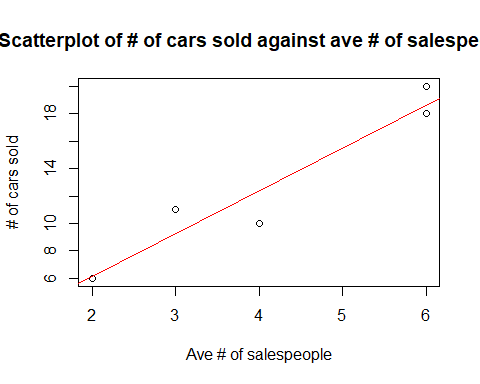 Scatterplot of # of cars sold against ave # of salespe
# of cars sold
18
14
10
8
6
2 3 4 5 6
Ave # of salespeople